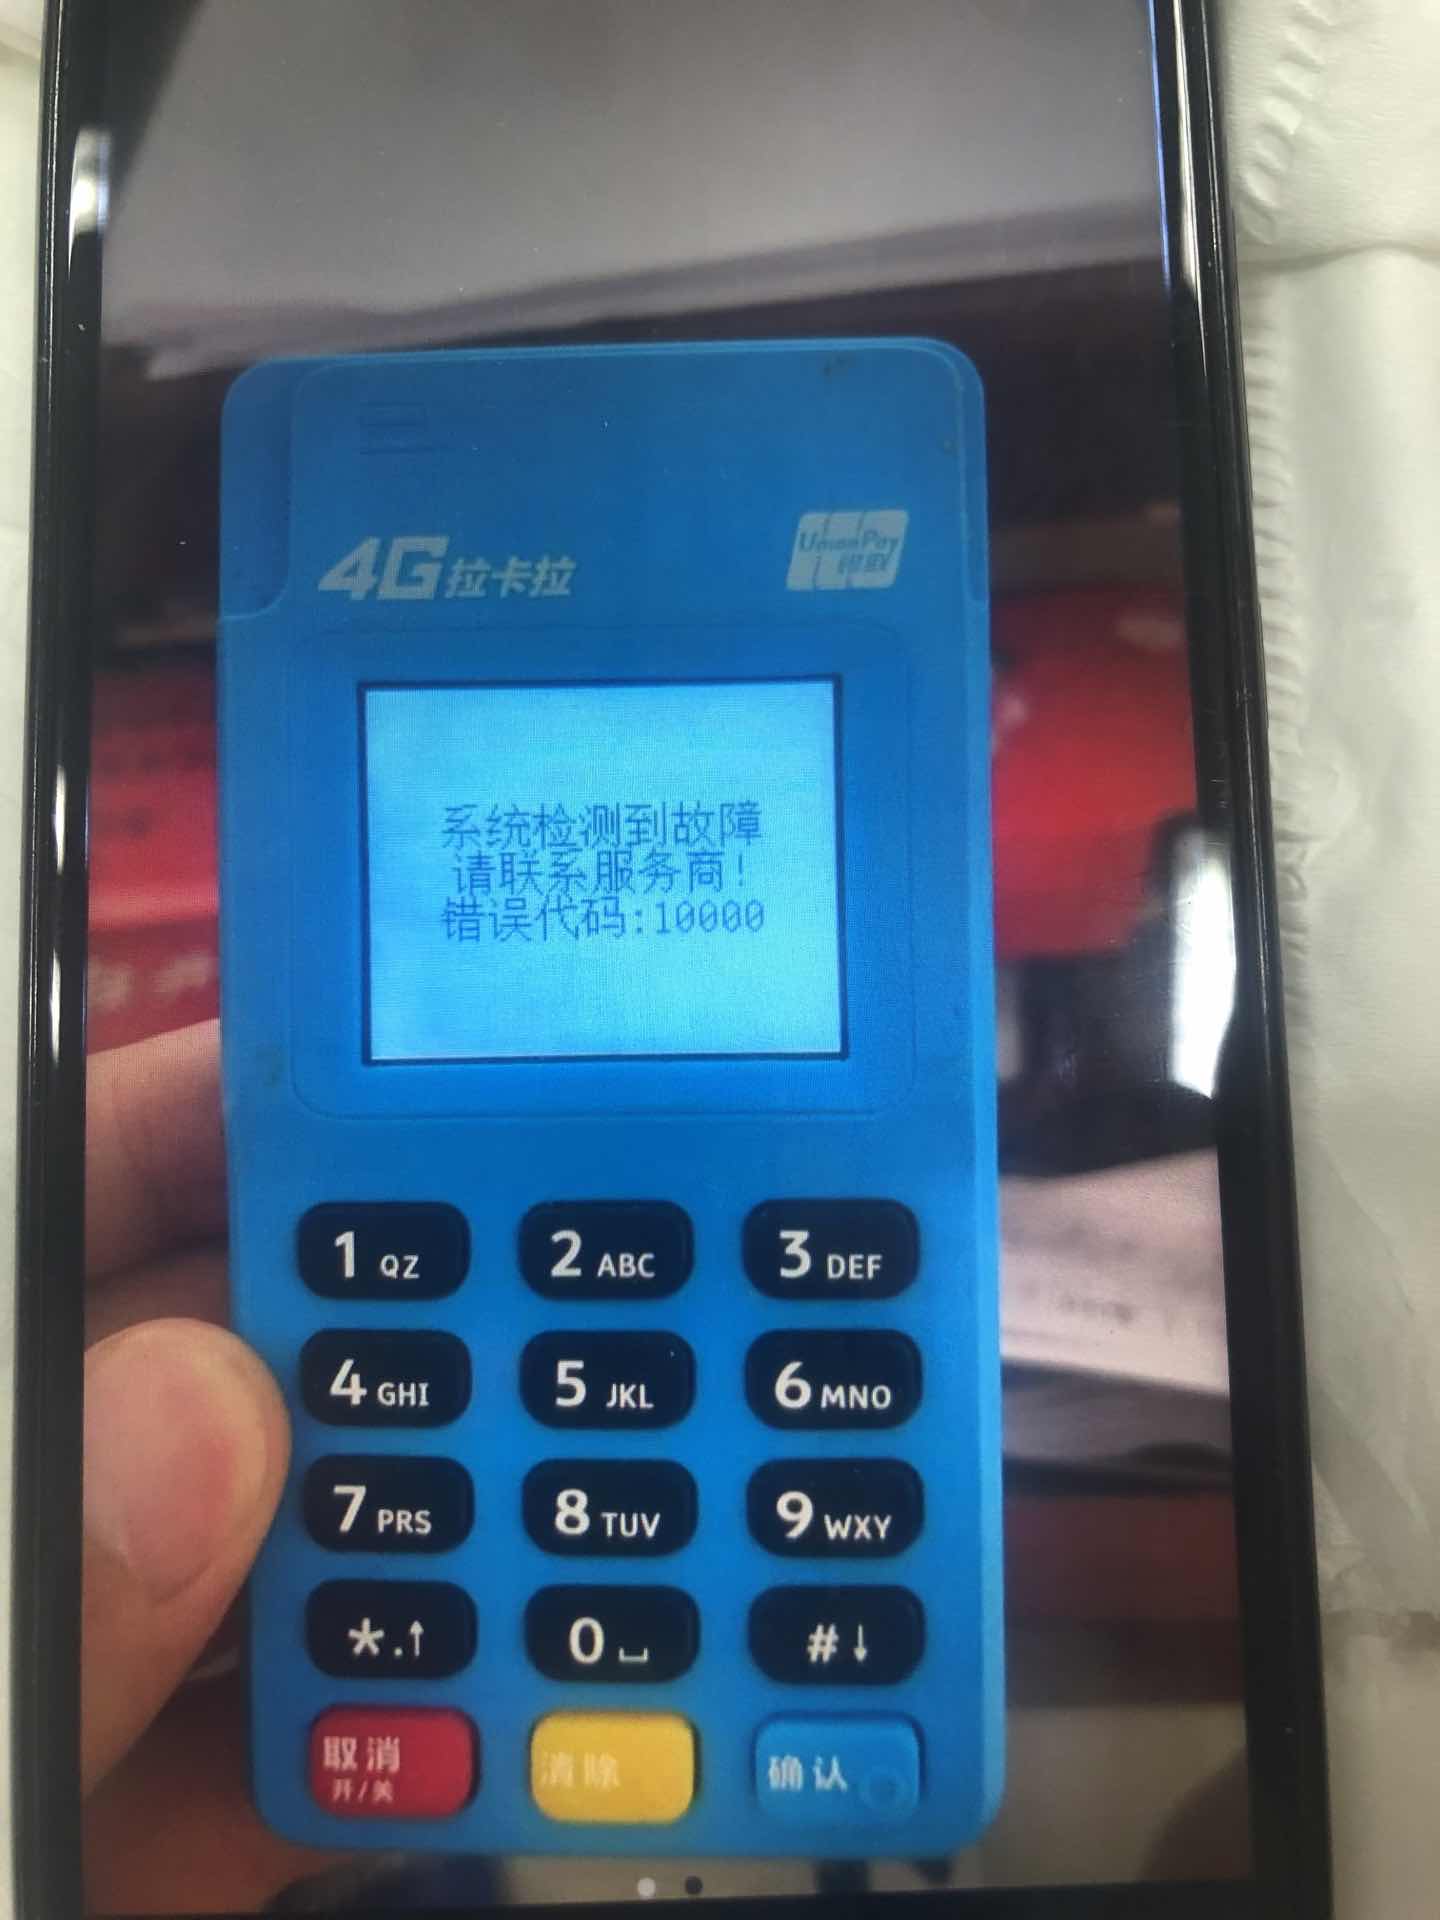 4G拉卡拉
UnionPay
银联
系统检测到故障
请联系服务商!
错误代码:10000
1 QZ
2 ABC
3 DEF
4 GHI
5 JKL
6 MNO
7 PRS
8 TUV
9 WXY
*.↑
0 ⌴
# ↓
取消
开/关
清除
确认